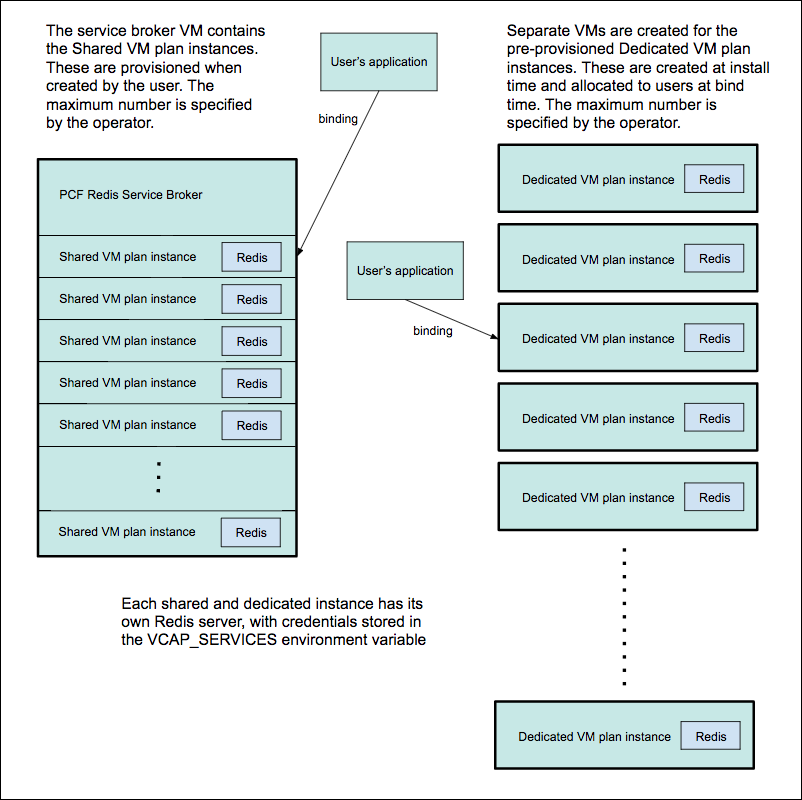 The service broker VM contains
the Shared VM plan instances.
These are provisioned when
created by the user. The
maximum number is specified
by the operator.
User's application
binding
Separate VMs are created for the
pre-provisioned Dedicated VM plan
instances. These are created at install
time and allocated to users at bind
time. The maximum number is
specified by the operator.
PCF Redis Service Broker
Shared VM plan instance Redis
Shared VM plan instance Redis
Shared VM plan instance Redis
Shared VM plan instance Redis
Shared VM plan instance Redis
Shared VM plan instance Redis
User's application
binding
Dedicated VM plan instance Redis
Dedicated VM plan instance Redis
Dedicated VM plan instance Redis
Dedicated VM plan instance Redis
Dedicated VM plan instance Redis
Dedicated VM plan instance Redis
Each shared and dedicated instance has its
own Redis server, with credentials stored in
the VCAP_SERVICES environment variable